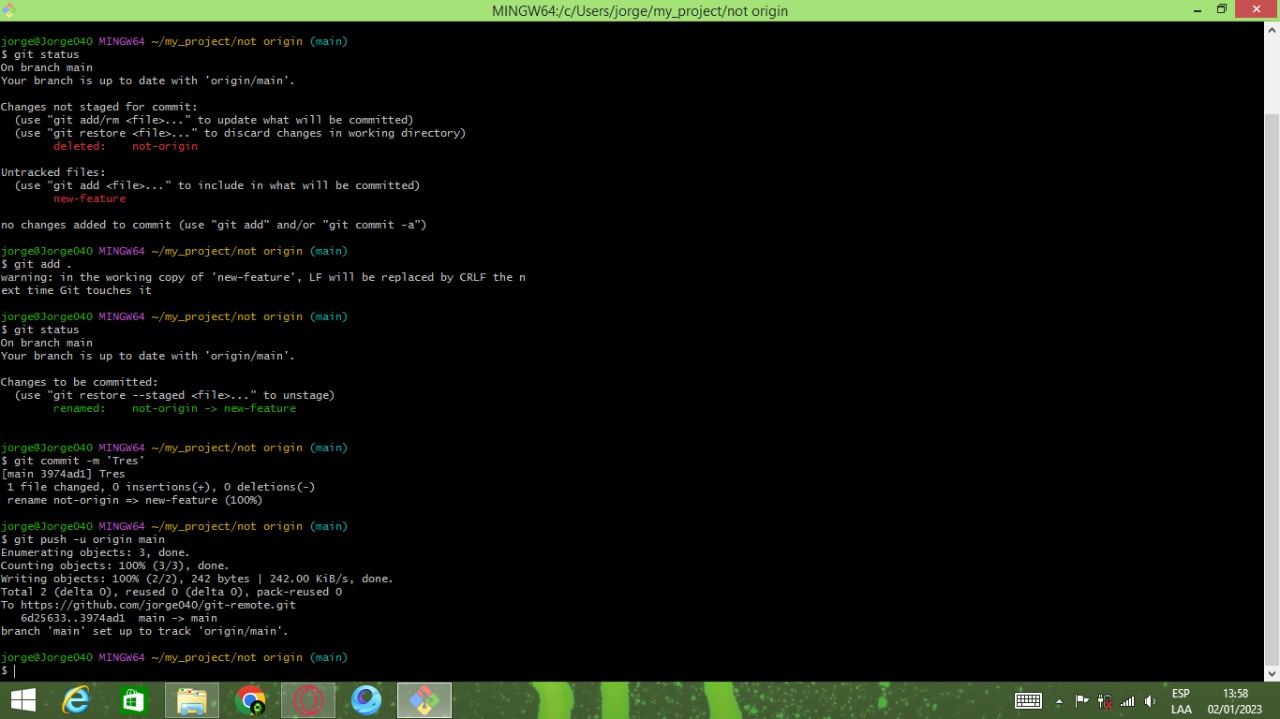 MINGW64:/c/Users/jorge/my_project/not origin
jorge@Jorge040 MINGW64 ~/my_project/not origin (main)
$ git status
On branch main
Your branch is up to date with 'origin/main'.
Changes not staged for commit:
(use "git add/rm <file>..." to update what will be committed)
(use "git restore <file>..." to discard changes in working directory)
deleted: not-origin
Untracked files:
(use "git add <file>..." to include in what will be committed)
new-feature
no changes added to commit (use "git add" and/or "git commit -a")
jorge@Jorge040 MINGW64 ~/my_project/not origin (main)
$ git add .
warning: in the working copy of 'new-feature', LF will be replaced by CRLF the n
ext time Git touches it
jorge@Jorge040 MINGW64 ~/my_project/not origin (main)
$ git status
On branch main
Your branch is up to date with 'origin/main'.
Changes to be committed:
(use "git restore --staged <file>..." to unstage)
renamed: not-origin -> new-feature
jorge@Jorge040 MINGW64 ~/my_project/not origin (main)
$ git commit -m 'Tres'
[main 3974ad1] Tres
1 file changed, 0 insertions(+), 0 deletions(-)
rename not-origin => new-feature (100%)
jorge@Jorge040 MINGW64 ~/my_project/not origin (main)
$ git push -u origin main
Enumerating objects: 3, done.
Counting objects: 100% (3/3), done.
Writing objects: 100% (2/2), 242 bytes | 242.00 KiB/s, done.
Total 2 (delta 0), reused 0 (delta 0), pack-reused 0
To https://github.com/jorge040/git-remote.git
6d25633..3974ad1 main -> main
branch 'main' set up to track 'origin/main'.
jorge@Jorge040 MINGW64 ~/my_project/not origin (main)
$
ESP 13:58
LAA 02/01/2023